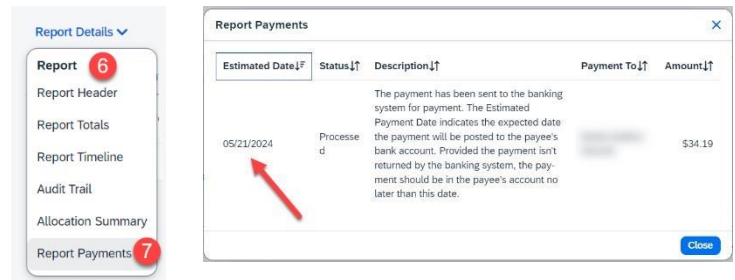 Report Details
Report 6
Report Header
Report Totals
Report Timeline
Audit Trail
Allocation Summary
Report Payments 7
Report Payments
Estimated Date Status Description Payment To Amount
The payment has been sent to the banking
system for payment. The Estimated
Payment Date indicates the expected date
05/21/2024 Processe the payment will be posted to the payee's $34.19
d bank account. Provided the payment isn't
returned by the banking system, the pay-
ment should be in the payee's account no
later than this date.
Close